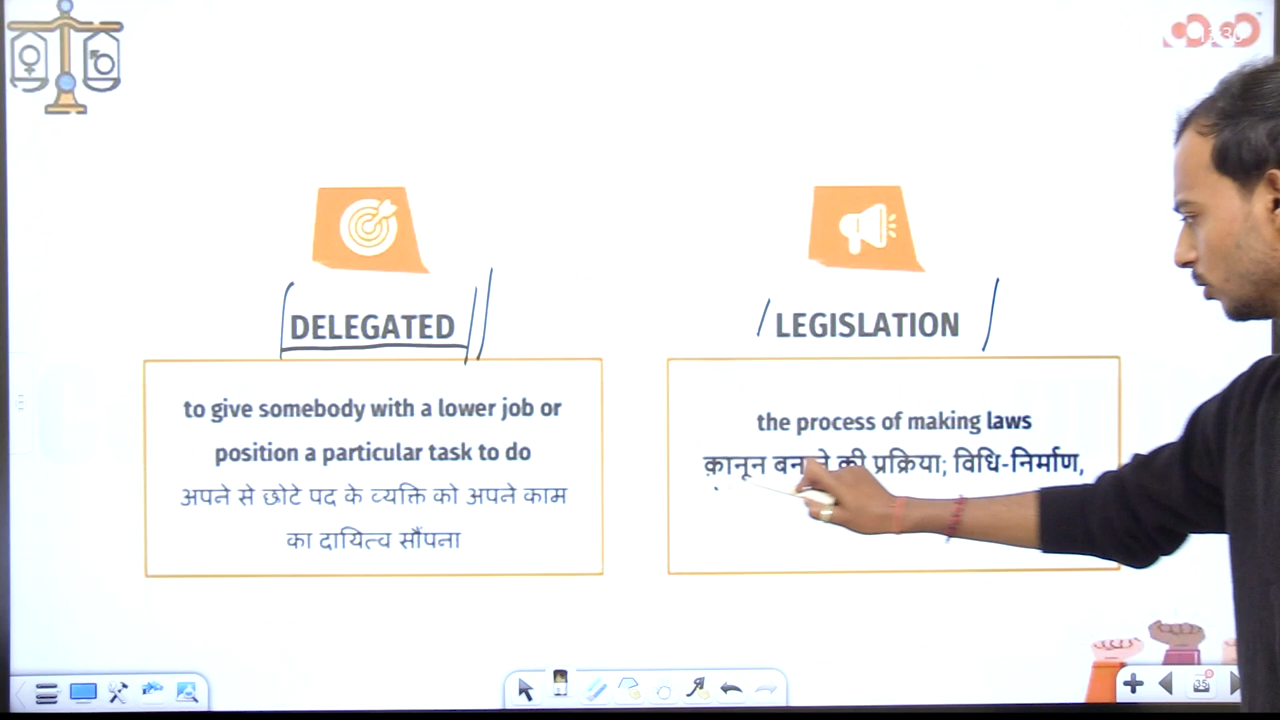 DELEGATED
to give somebody with a lower job or
position a particular task to do
अपने से छोटे पद के व्यक्ति को अपने काम
का दायित्व सौंपना
LEGISLATION
the process of making laws
क़ानून की प्रक्रिया; विधि-निर्माण,
35